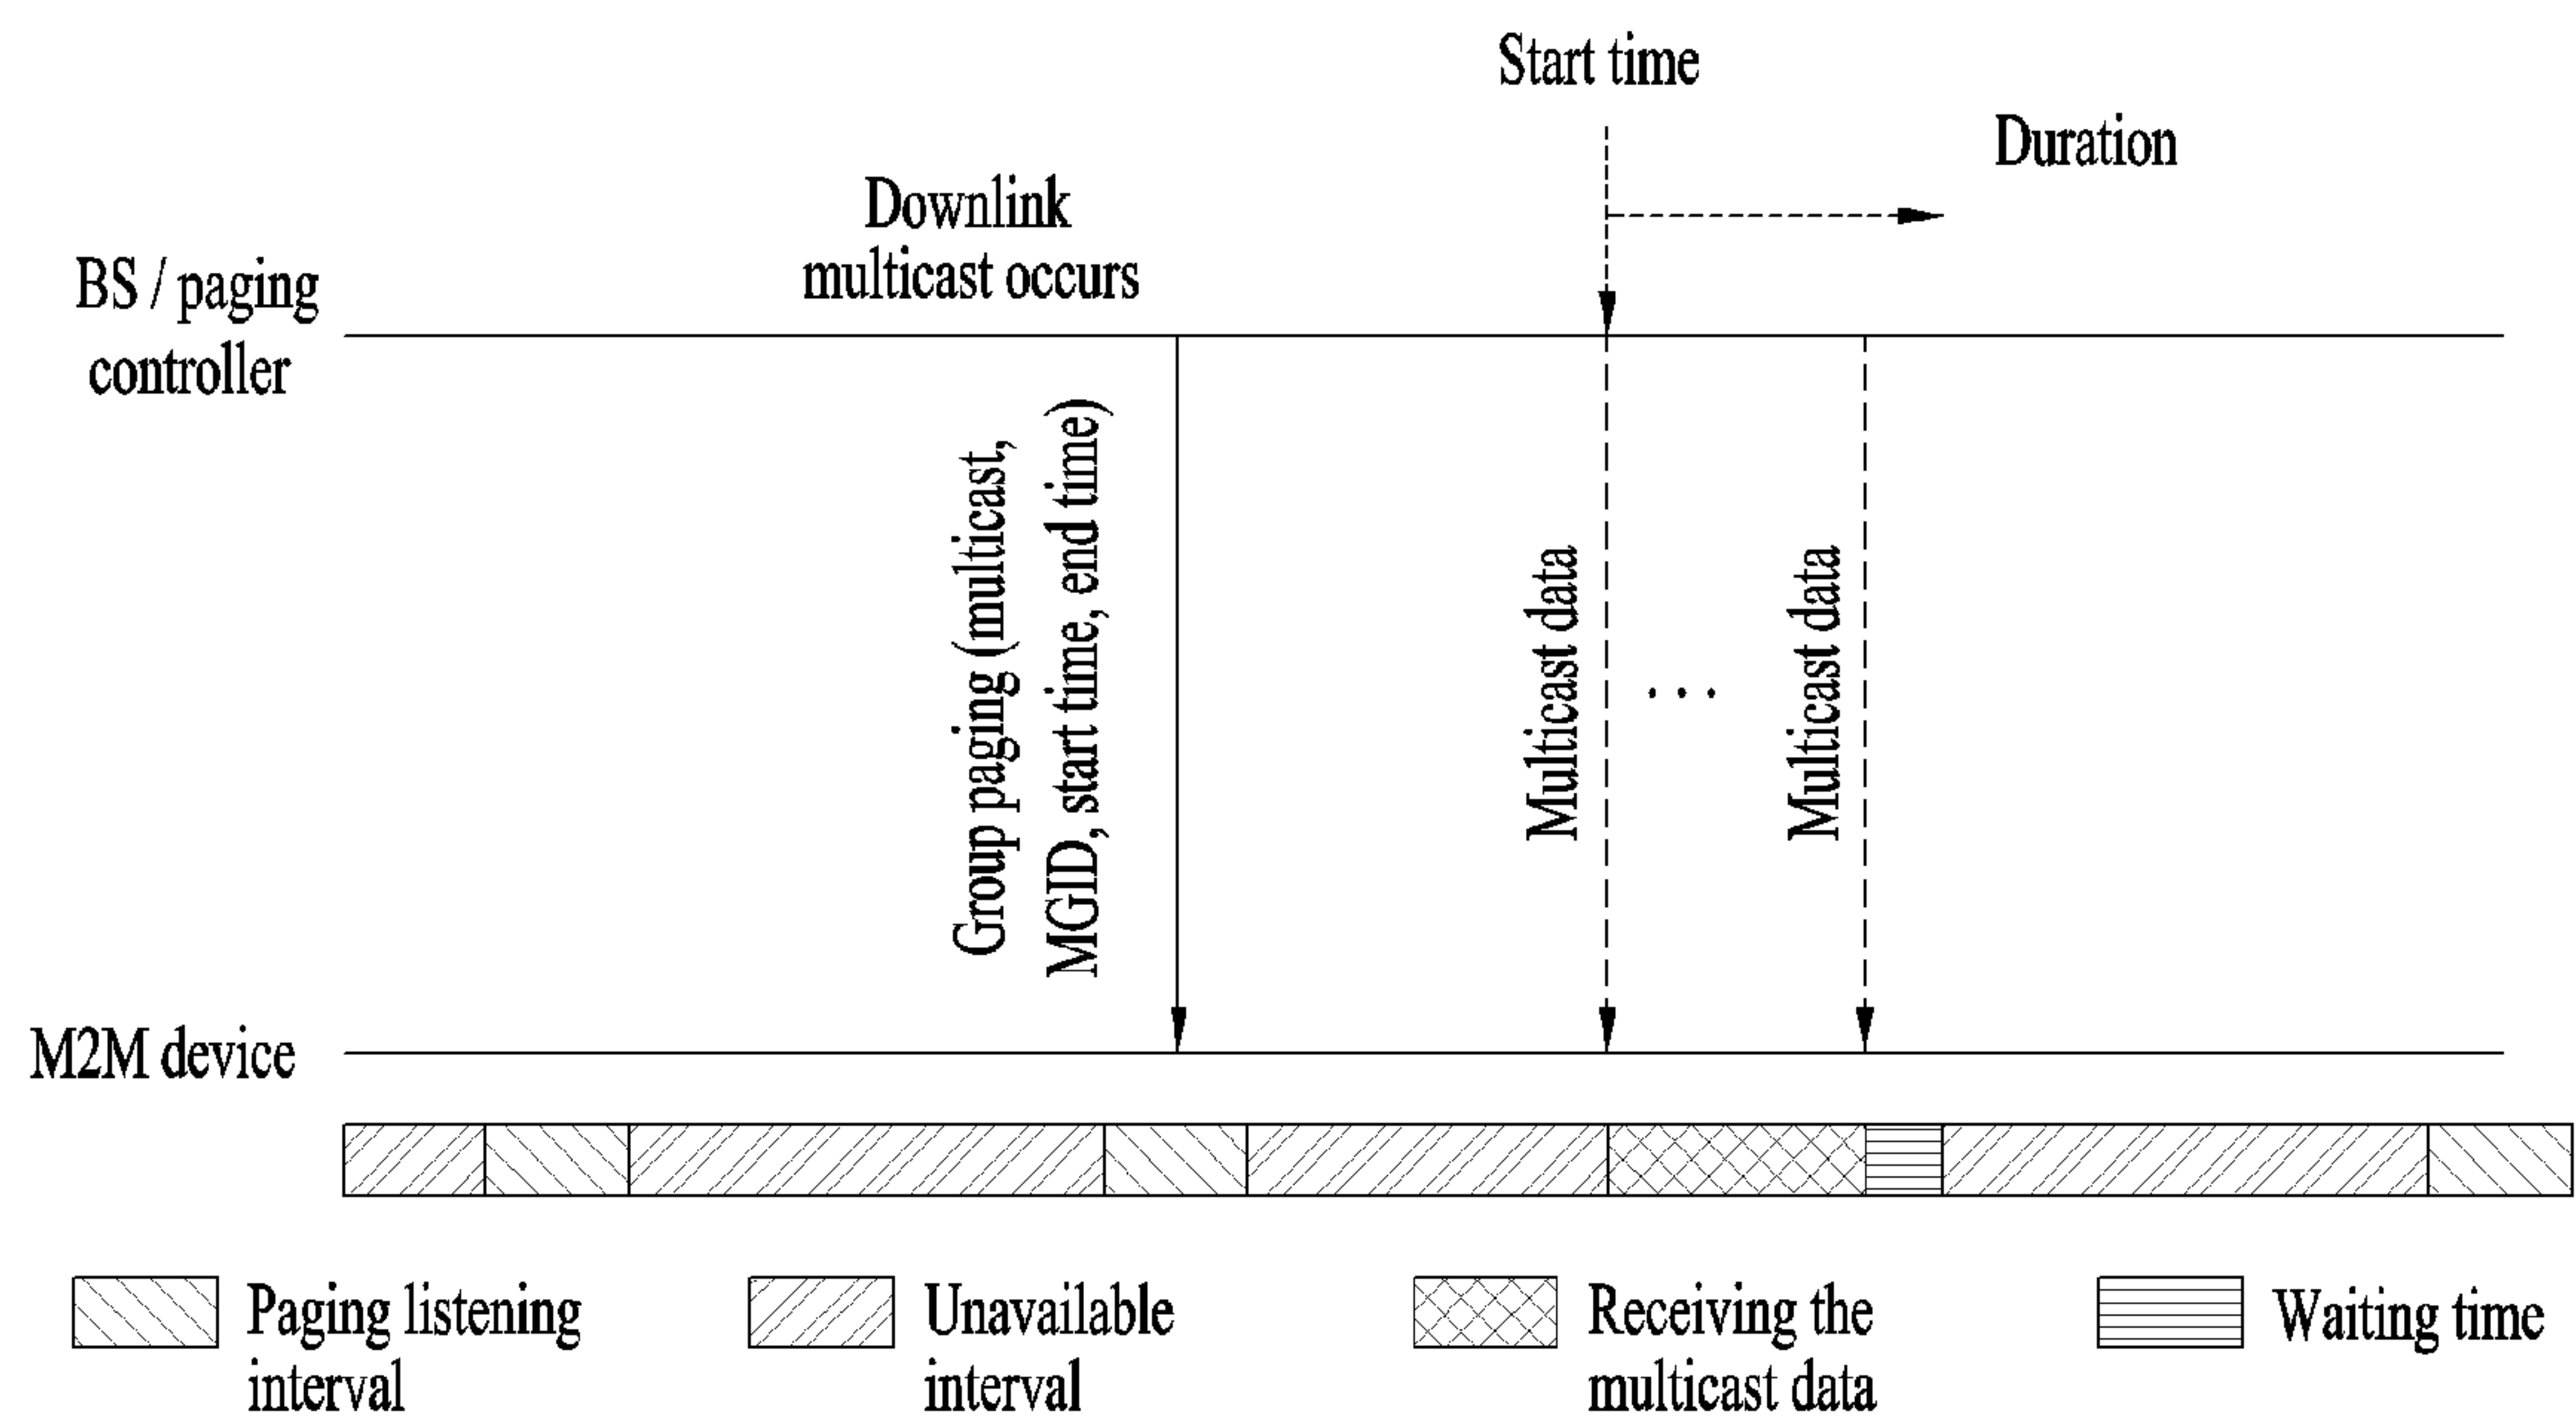 Start time
Duration
Downlink
multicast occurs
BS / paging
controller
Group paging (multicast,
MGID, start time, end time)
Multicast data
...
Multicast data
M2M device
Paging listening
interval
Unavailable
interval
Receiving the
multicast data
Waiting time